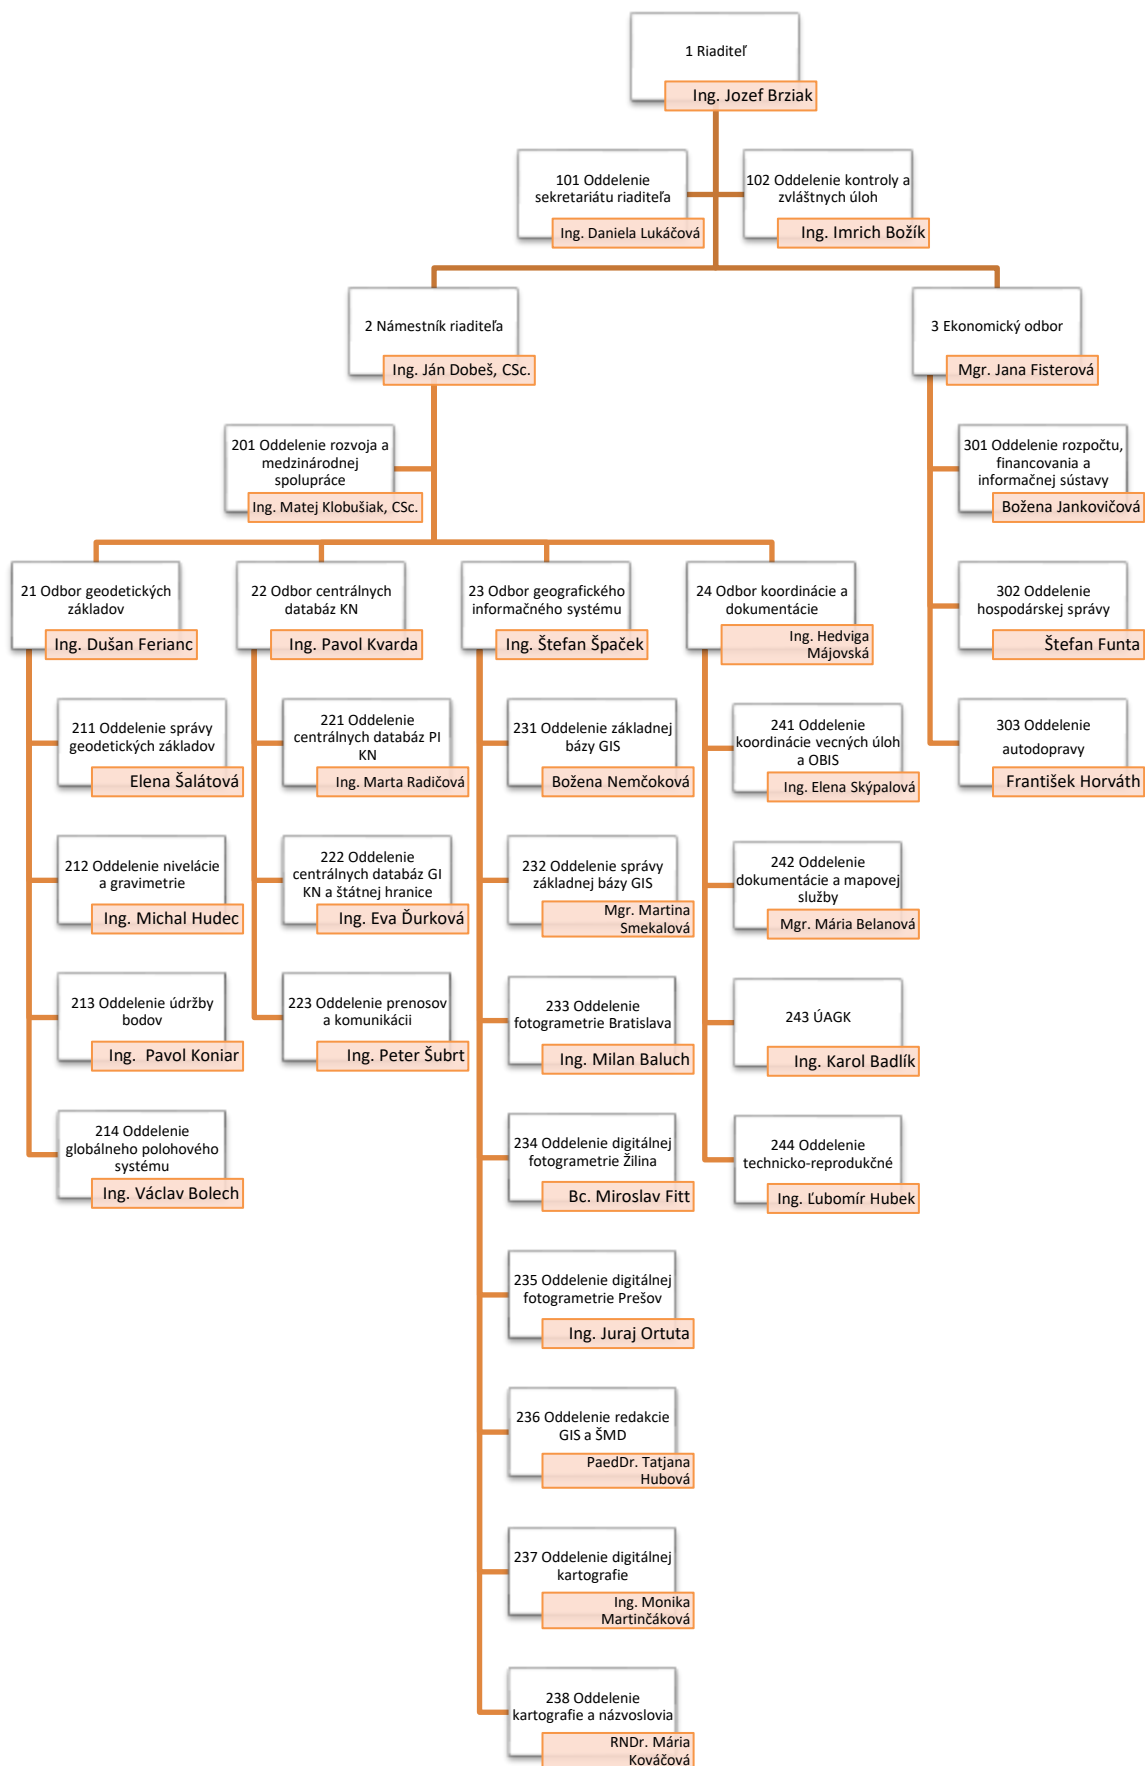 1 Riaditeľ
Ing. Jozef Brziak
101 Oddelenie
sekretariátu riaditeľa
Ing. Daniela Lukáčová
102 Oddelenie kontroly a
zvláštnych úloh
Ing. Imrich Božík
2 Námestník riaditeľa
Ing. Ján Dobeš, CSc.
3 Ekonomický odbor
Mgr. Jana Fisterová
201 Oddelenie rozvoja a
medzinárodnej
spolupráce
Ing. Matej Klobušiak, CSc.
301 Oddelenie rozpočtu,
financovania a
informačnej sústavy
Božena Jankovičová
21 Odbor geodetických
základov
Ing. Dušan Ferianc
22 Odbor centrálnych
databáz KN
Ing. Pavol Kvarda
23 Odbor geografického
informačného systému
Ing. Štefan Špaček
24 Odbor koordinácie a
dokumentácie
Ing. Hedviga
Májovská
302 Oddelenie
hospodárskej správy
Štefan Funta
211 Oddelenie správy
geodetických základov
Elena Šalátová
221 Oddelenie
centrálnych databáz PI
KN
Ing. Marta Radičová
231 Oddelenie základnej
bázy GIS
Božena Nemčoková
241 Oddelenie
koordinácie vecných úloh
a OBIS
Ing. Elena Skýpalová
303 Oddelenie
autodopravy
František Horváth
212 Oddelenie nivelácie
a gravimetrie
Ing. Michal Hudec
222 Oddelenie
centrálnych databáz GI
KN a štátnej hranice
Ing. Eva Ďurková
232 Oddelenie správy
základnej bázy GIS
Mgr. Martina
Smekalová
242 Oddelenie
dokumentácie a mapovej
služby
Mgr. Mária Belanová
213 Oddelenie údržby
bodov
Ing. Pavol Koniar
223 Oddelenie prenosov
a komunikácii
Ing. Peter Šubrt
233 Oddelenie
fotogrametrie Bratislava
Ing. Milan Baluch
243 ÚAGK
Ing. Karol Badlík
214 Oddelenie
globálneho polohového
systému
Ing. Václav Bolech
234 Oddelenie digitálnej
fotogrametrie Žilina
Bc. Miroslav Fitt
244 Oddelenie
technicko-reprodukčné
Ing. Ľubomír Hubek
235 Oddelenie digitálnej
fotogrametrie Prešov
Ing. Juraj Ortuta
236 Oddelenie redakcie
GIS a ŠMD
PaedDr. Tatjana
Hubová
237 Oddelenie digitálnej
kartografie
Ing. Monika
Martinčáková
238 Oddelenie
kartografie a názvoslovia
RNDr. Mária
Kováčová